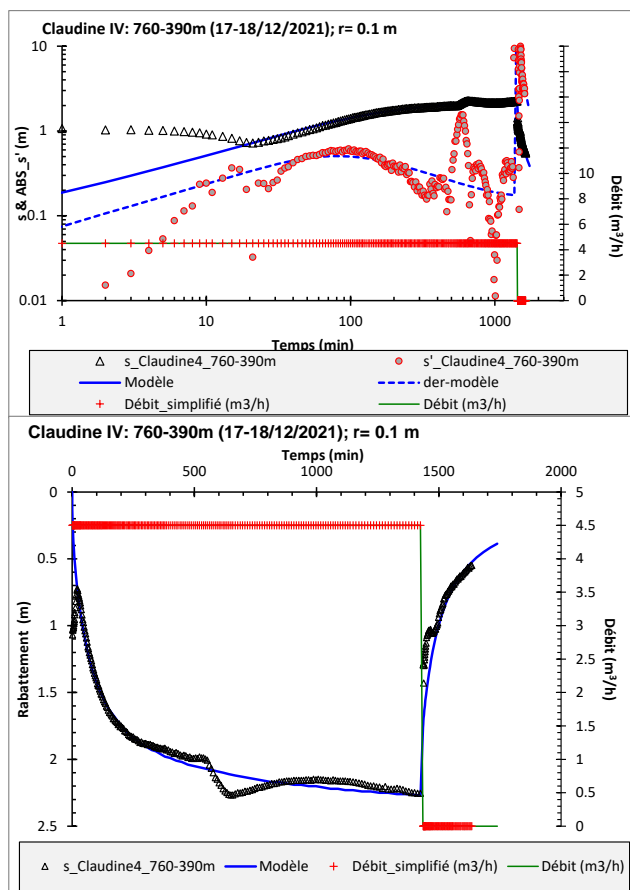 Claudine IV: 760-390m (17-18/12/2021); r= 0.1 m
s & ABS_s' (m)
10
1
0.1
0.01
1
10
100
1000
Temps (min)
10
8
6
4
2
0
Débit (m³/h)
s_Claudine4_760-390m
s'_Claudine4_760-390m
Modèle
der-modèle
Débit_simplifié (m3/h)
Débit (m³/h)
Claudine IV: 760-390m (17-18/12/2021); r= 0.1 m
Temps (min)
0
500
1000
1500
2000
Rabattement (m)
0
0.5
1
1.5
2
2.5
5
4.5
4
3.5
3
2.5
2
1.5
1
0.5
0
Débit (m³/h)
s_Claudine4_760-390m
Modèle
Débit_simplifié (m3/h)
Débit (m³/h)